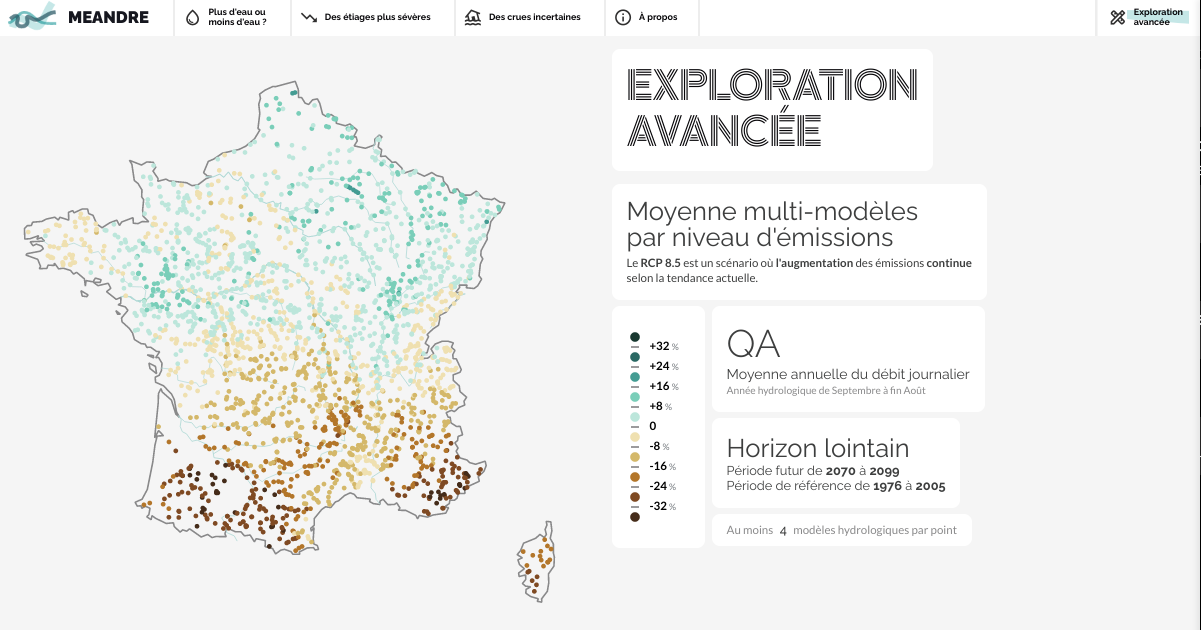 MEANDRE
Plus d'eau ou
moins d'eau ?
Des étiages plus sévères
Des crues incertaines
À propos
Exploration
avancée
EXPLORATION
AVANCÉE
Moyenne multi-modèles
par niveau d'émissions
Le RCP 8.5 est un scénario où l'augmentation des émissions continue
selon la tendance actuelle.
+32 %
+24 %
+16 %
+8 %
0
-8 %
-16 %
-24 %
-32 %
QA
Moyenne annuelle du débit journalier
Année hydrologique de Septembre à fin Août
Horizon lointain
Période futur de 2070 à 2099
Période de référence de 1976 à 2005
Au moins 4 modèles hydrologiques par point